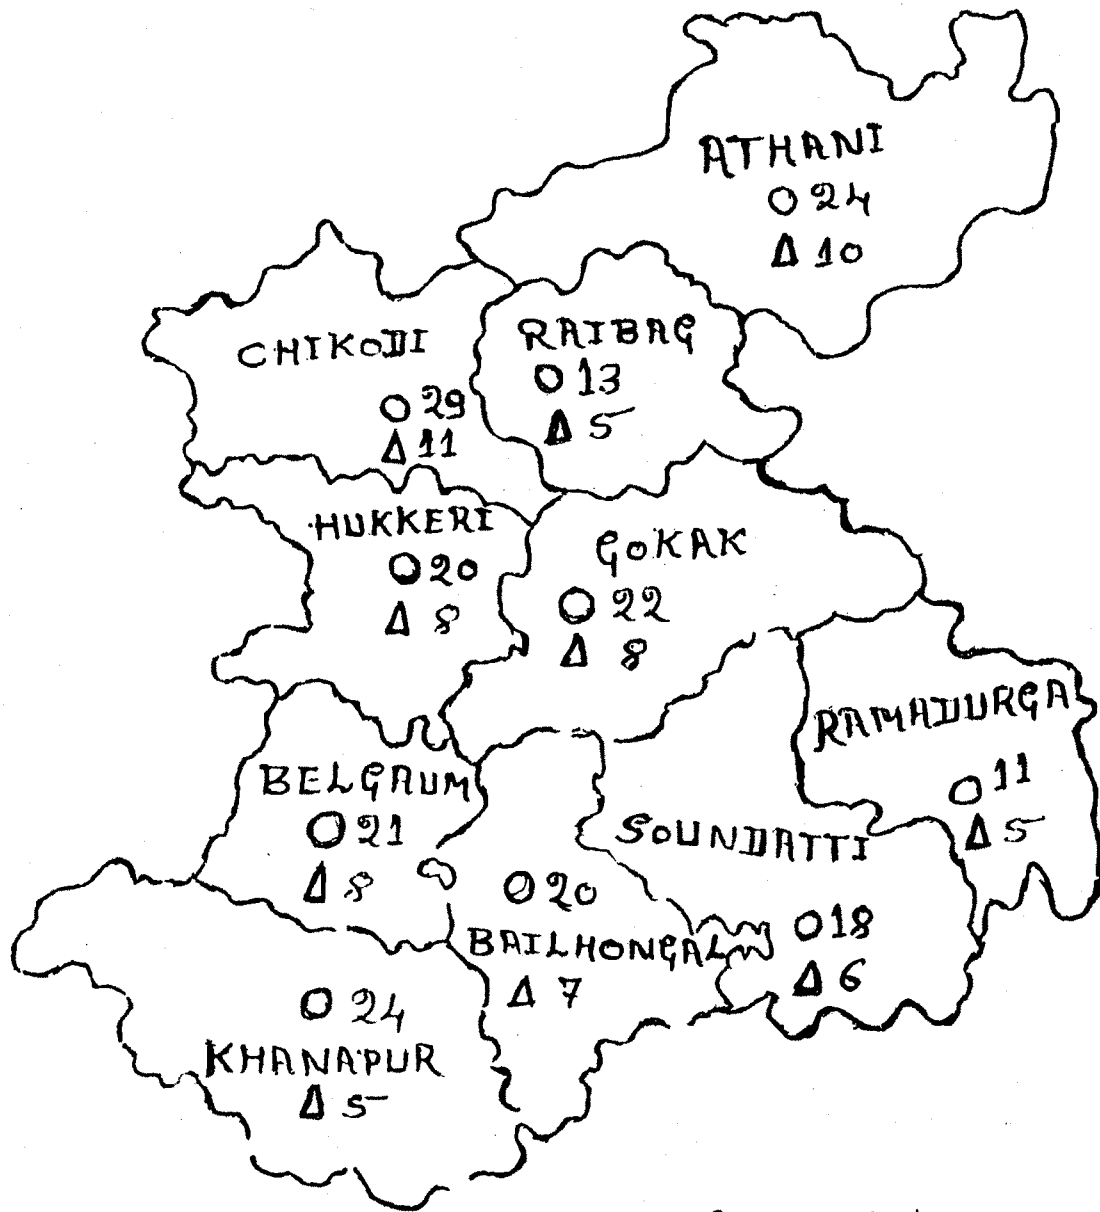 ATHANI
24
10
CHIKODI
29
11
RAIBAG
13
5
HUKKERI
20
8
GOKAK
22
8
RAMADURGA
11
5
BELGAUM
21
8
SOUNDATTI
18
6
20
BAILHONGAL
7
24
KHANAPUR
5